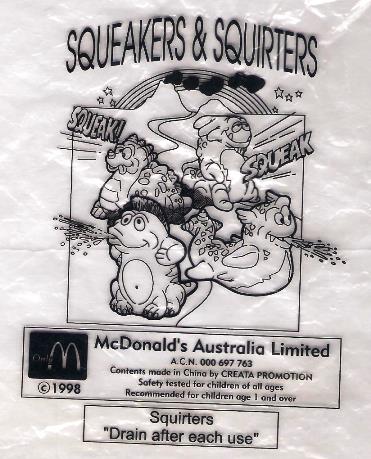 SQUEAKERS & SQUIRTERS
SQUEAK!
SQUEAK
Only
M
McDonald's Australia Limited
A.C.N. 000 697 763
Contents made in China by CREATA PROMOTION
Safety tested for children of all ages
Recommended for children age 1 and over
©1998
Squirters
"Drain after each use"